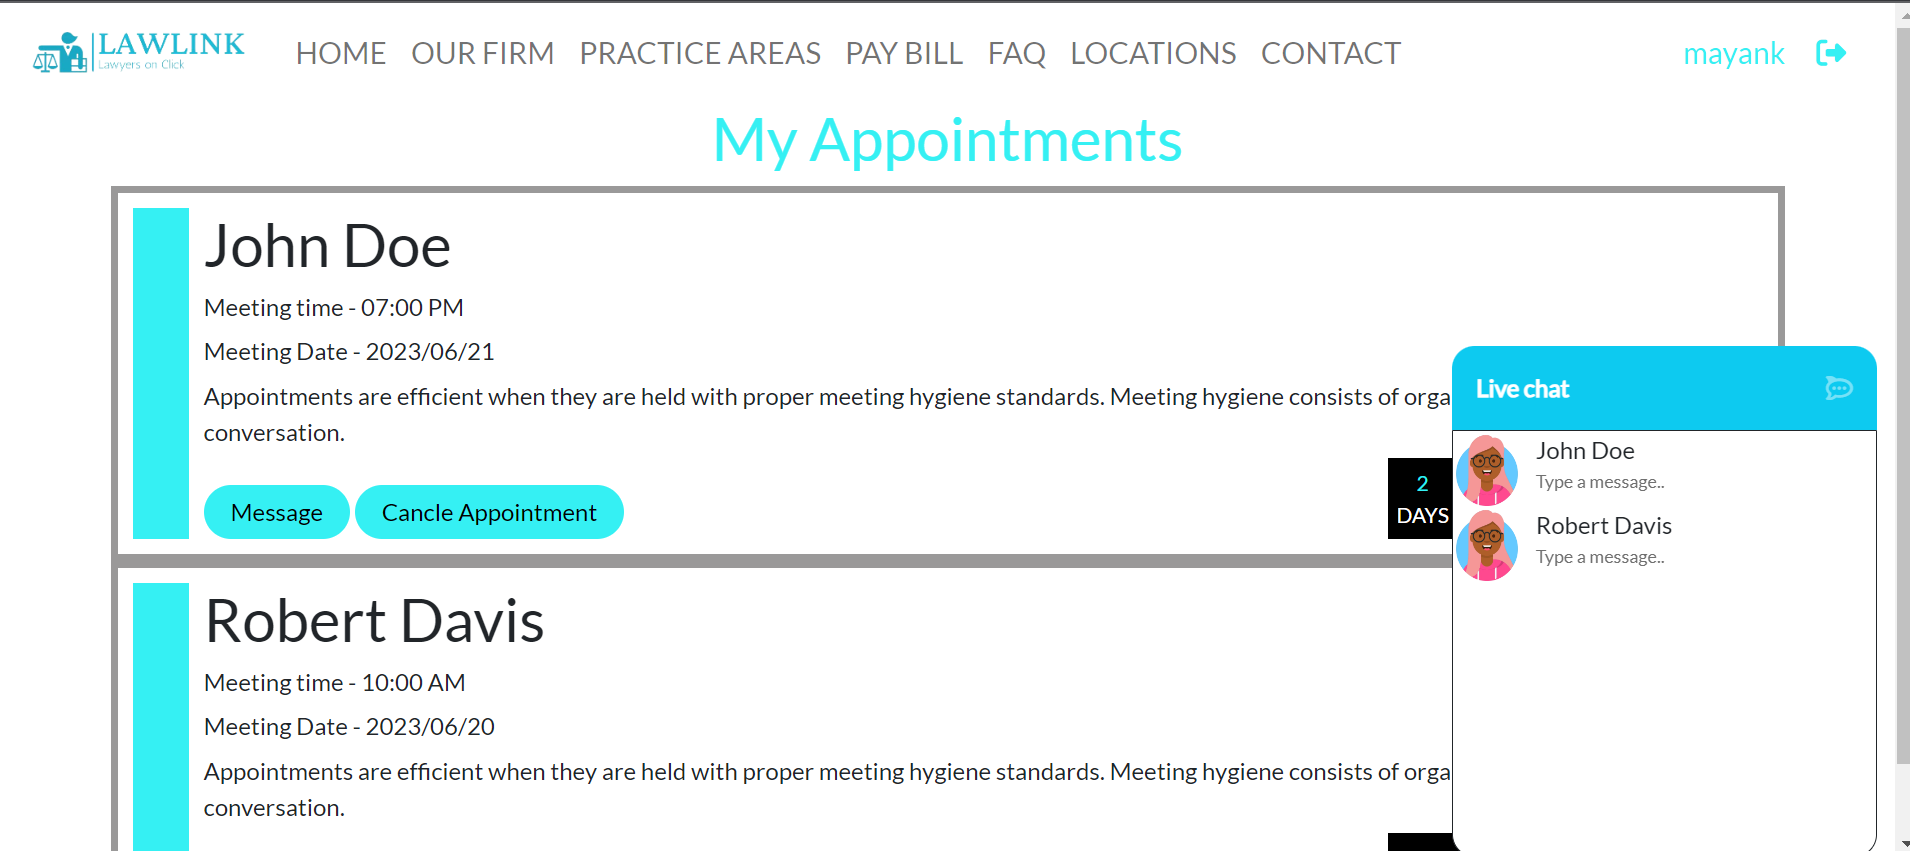 LAWLINK
Lawyers on Click
HOME OUR FIRM PRACTICE AREAS PAY BILL FAQ LOCATIONS CONTACT
mayank
My Appointments
John Doe
Meeting time - 07:00 PM
Meeting Date - 2023/06/21
Appointments are efficient when they are held with proper meeting hygiene standards. Meeting hygiene consists of orga
conversation.
Message
Cancle Appointment
2
DAYS
Robert Davis
Meeting time - 10:00 AM
Meeting Date - 2023/06/20
Appointments are efficient when they are held with proper meeting hygiene standards. Meeting hygiene consists of orga
conversation.
Live chat
John Doe
Type a message..
Robert Davis
Type a message..